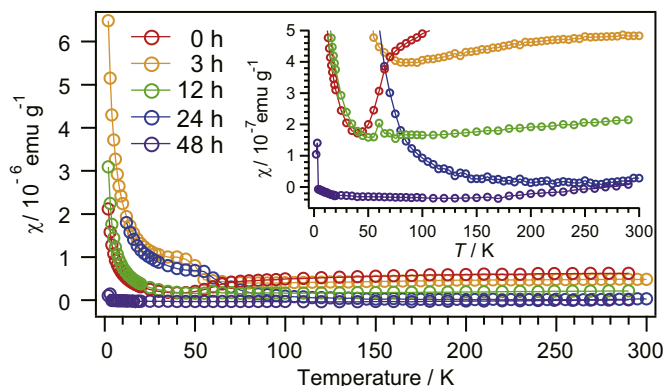 0 h
3 h
12 h
24 h
48 h
χ/ 10⁻⁶ emu g⁻¹
6
5
4
3
2
1
0
0 50 100 150 200 250 300
Temperature / K
χ/ 10⁻⁷ emu g⁻¹
5
4
3
2
1
0
0 50 100 150 200 250 300
T / K